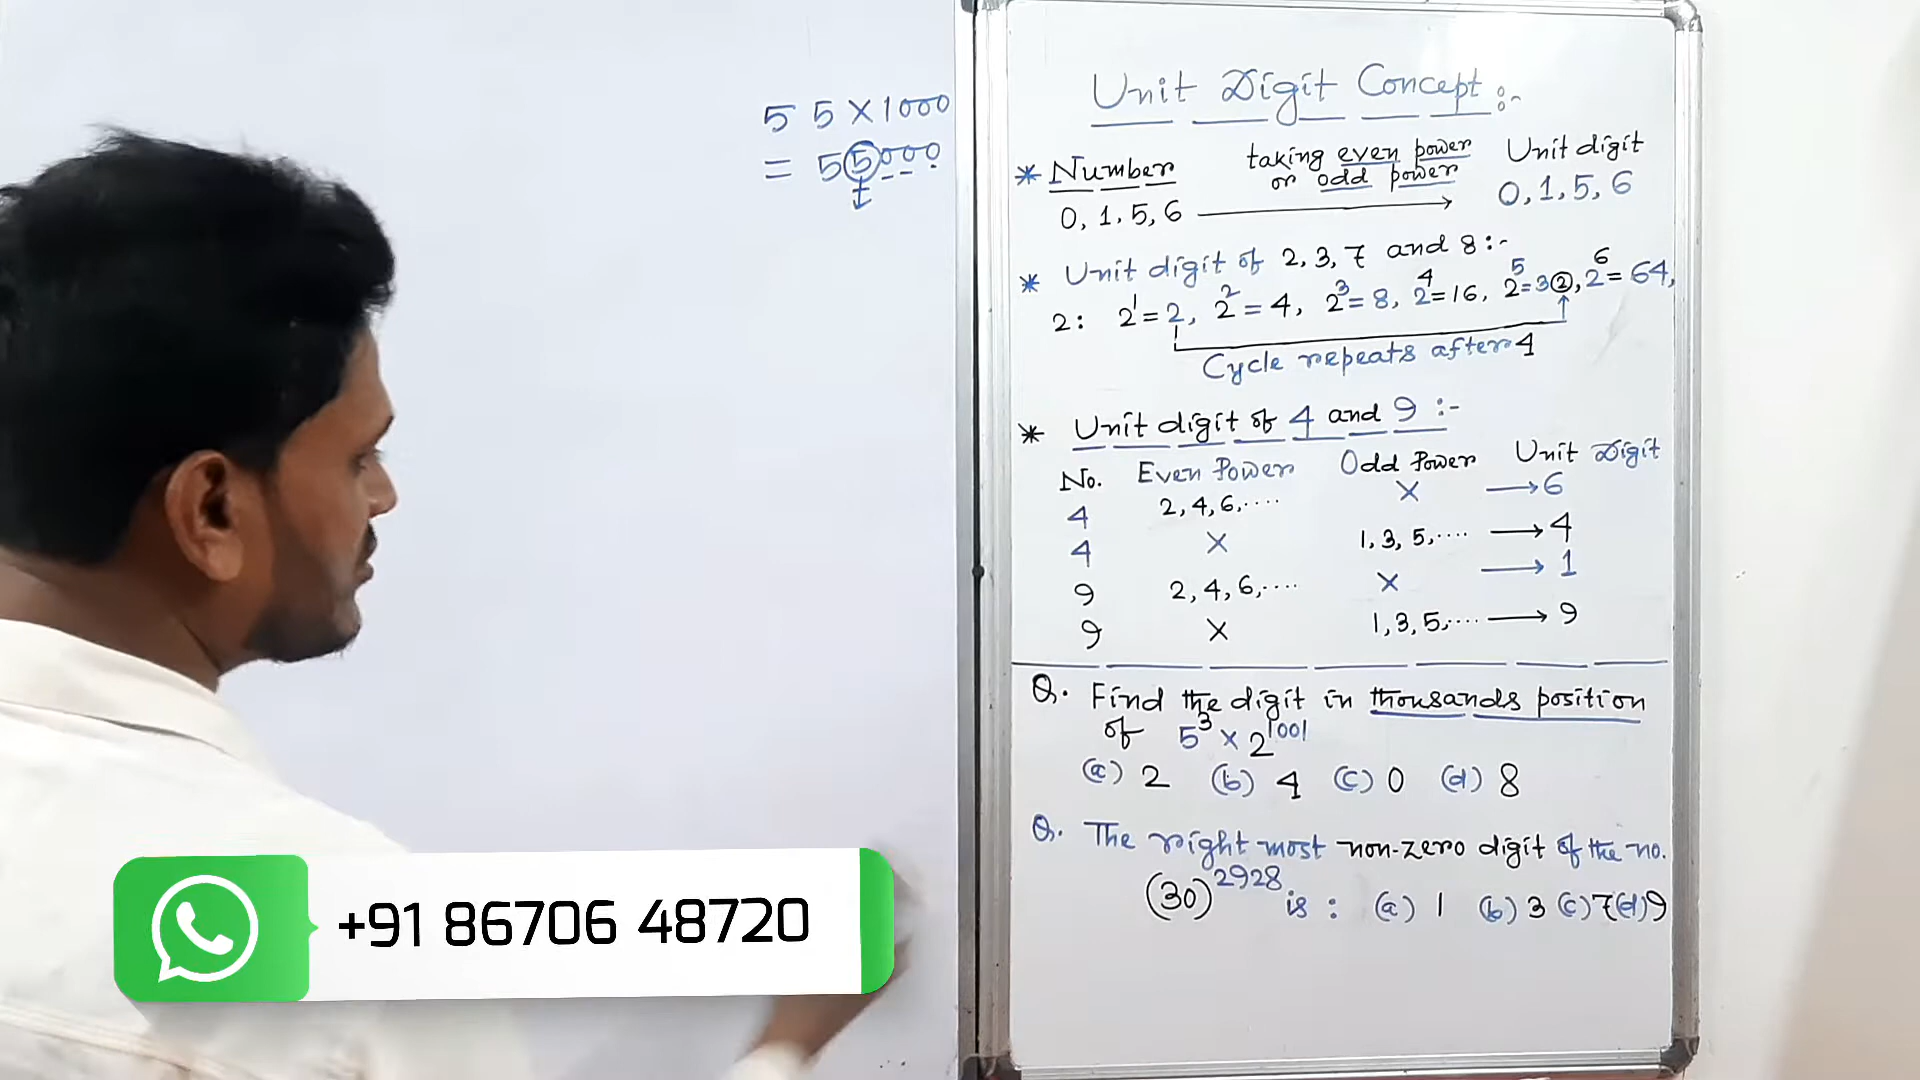 5 5 × 1000
= 55000
Unit Digit Concept :-
* Number taking even power or odd power Unit digit
0, 1, 5, 6 → 0, 1, 5, 6
* Unit digit of 2, 3, 7 and 8 :-
2 : 2¹ = 2, 2² = 4, 2³ = 8, 2⁴ = 16, 2⁵ = 32, 2⁶ = 64,
Cycle repeats after 4
* Unit digit of 4 and 9 :-
No. Even Power Odd Power Unit Digit
4 2, 4, 6, .... × → 6
4 × 1, 3, 5, .... → 4
9 2, 4, 6, .... × → 1
9 × 1, 3, 5, .... → 9
Q. Find the digit in thousands position
of 5³ × 2¹⁰⁰¹
(a) 2 (b) 4 (c) 0 (d) 8
Q. The right most non-zero digit of the no.
(30)²⁹²⁸ is : (a) 1 (b) 3 (c) 7 (d) 9
+91 86706 48720